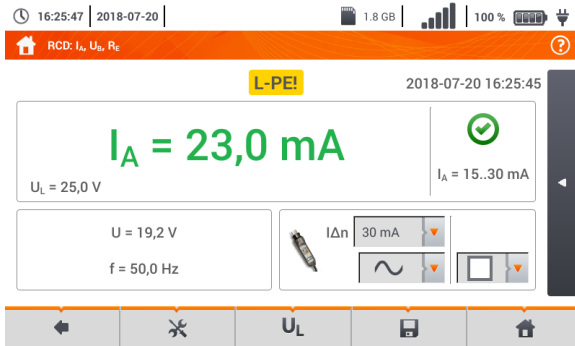 16:25:47 2018-07-20 1.8 GB 100 %
RCD: IA, UB, RE ?
L-PE! 2018-07-20 16:25:45
IA = 23,0 mA
IA = 15..30 mA
UL = 25,0 V
U = 19,2 V
f = 50,0 Hz
IΔn 30 mA
UL